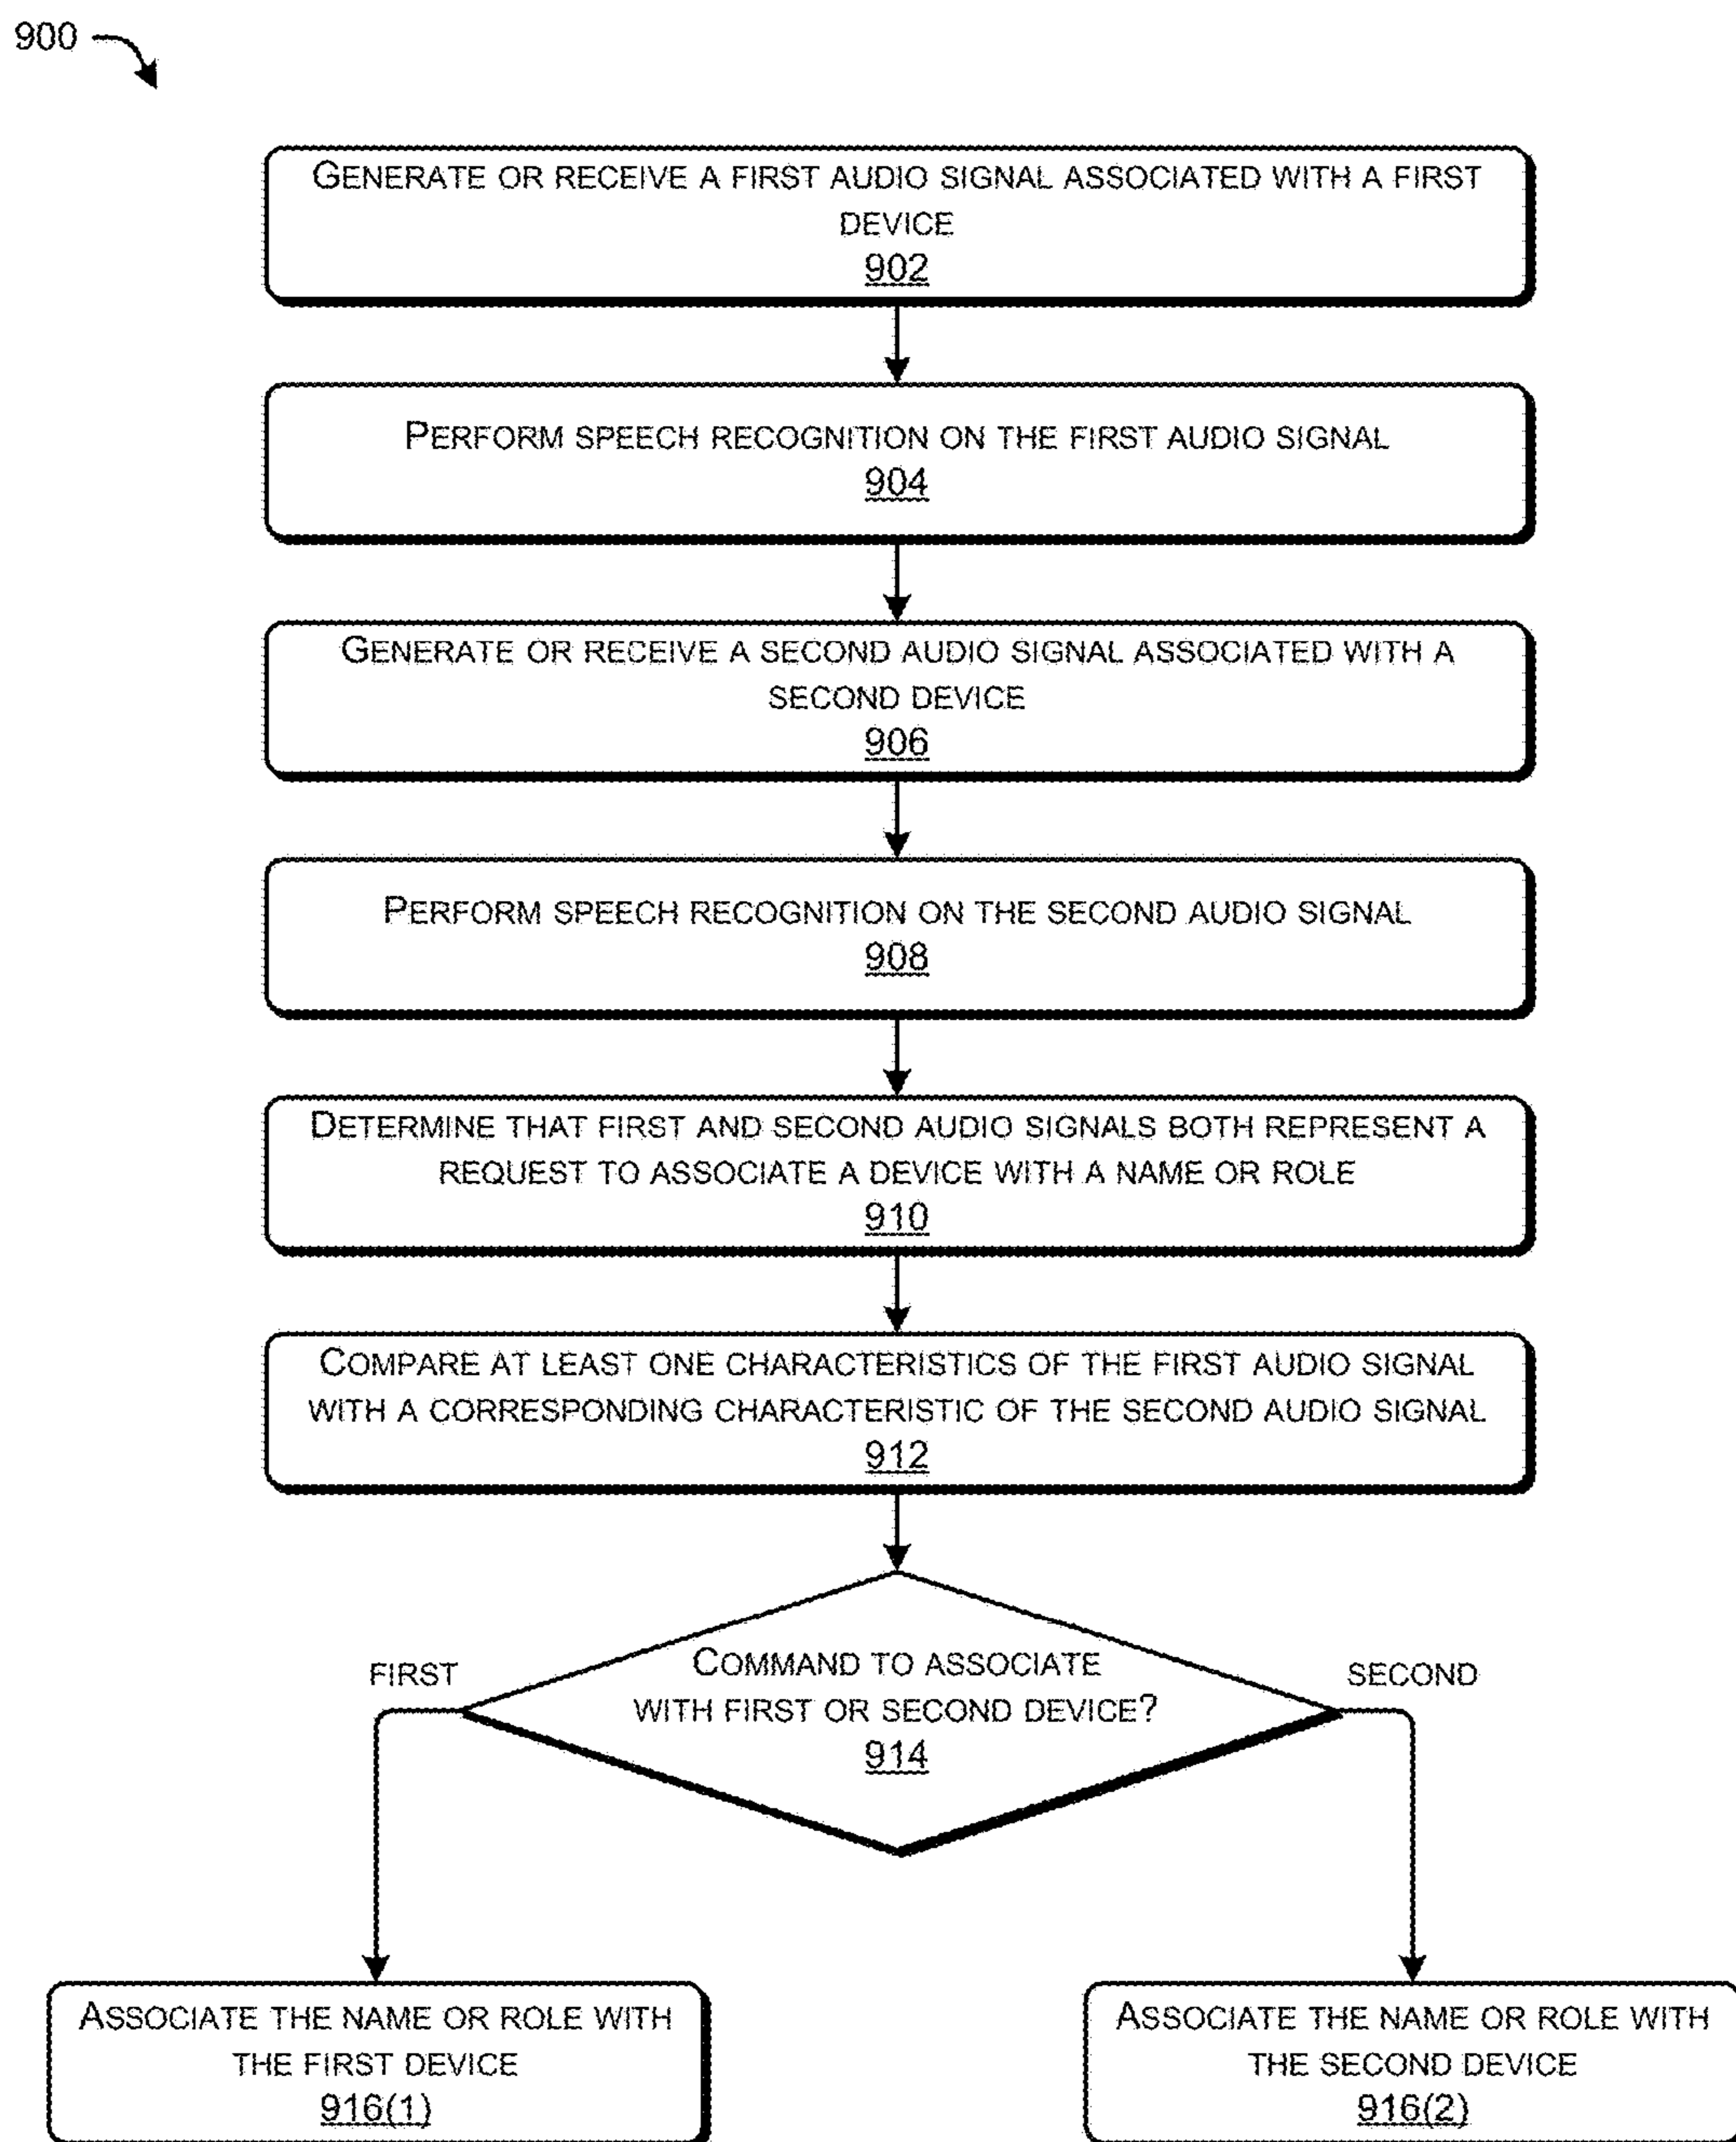 900
GENERATE OR RECEIVE A FIRST AUDIO SIGNAL ASSOCIATED WITH A FIRST
DEVICE
902
PERFORM SPEECH RECOGNITION ON THE FIRST AUDIO SIGNAL
904
GENERATE OR RECEIVE A SECOND AUDIO SIGNAL ASSOCIATED WITH A
SECOND DEVICE
906
PERFORM SPEECH RECOGNITION ON THE SECOND AUDIO SIGNAL
908
DETERMINE THAT FIRST AND SECOND AUDIO SIGNALS BOTH REPRESENT A
REQUEST TO ASSOCIATE A DEVICE WITH A NAME OR ROLE
910
COMPARE AT LEAST ONE CHARACTERISTICS OF THE FIRST AUDIO SIGNAL
WITH A CORRESPONDING CHARACTERISTIC OF THE SECOND AUDIO SIGNAL
912
COMMAND TO ASSOCIATE
WITH FIRST OR SECOND DEVICE?
914
FIRST
SECOND
ASSOCIATE THE NAME OR ROLE WITH
THE FIRST DEVICE
916(1)
ASSOCIATE THE NAME OR ROLE WITH
THE SECOND DEVICE
916(2)